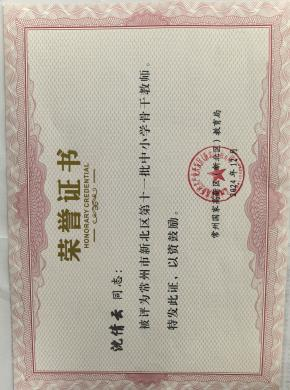 荣誉证书
HONORARY CREDENTIAL
沈倩云 同志：
被评为常州市新北区第十一批中小学骨干教师。
特发此证，以资鼓励。
常州国家高新区（新北区）教育局
2024年12月